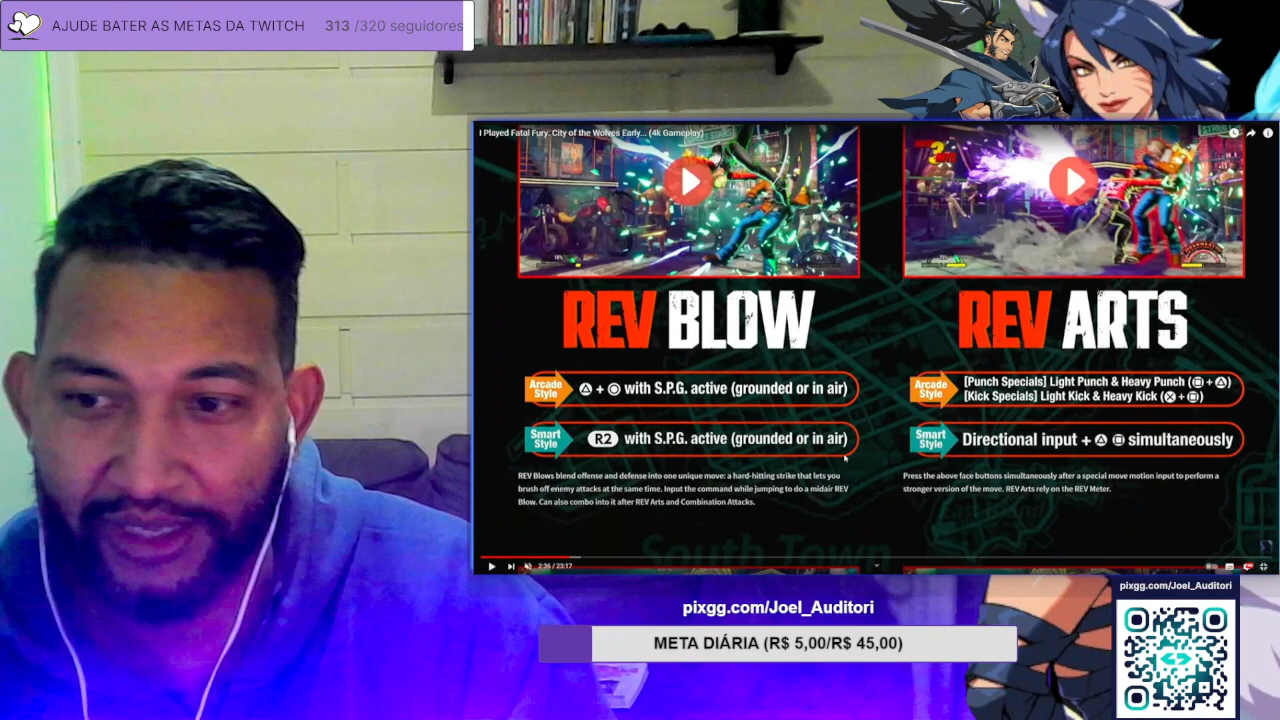 AJUDE BATER AS METAS DA TWITCH 313 /320 seguidores
I Played Fatal Fury: City of the Wolves Early... (4k Gameplay)
REV BLOW
Arcade Style △ + ○ with S.P.G. active (grounded or in air)
Smart Style R2 with S.P.G. active (grounded or in air)
REV Blows blend offense and defense into one unique move: a hard-hitting strike that lets you
brush off enemy attacks at the same time. Input the command while jumping to do a midair REV
Blow. Can also combo into it after REV Arts and Combination Attacks.
REV ARTS
Arcade Style [Punch Specials] Light Punch & Heavy Punch (□ + △)
[Kick Specials] Light Kick & Heavy Kick (✕ + □)
Smart Style Directional input + △ □ simultaneously
Press the above face buttons simultaneously after a special move motion input to perform a
stronger version of the move. REV Arts rely on the REV Meter.
South Town
2:36 / 23:17
pixgg.com/Joel_Auditori
META DIÁRIA (R$ 5,00/R$ 45,00)
pixgg.com/Joel_Auditori